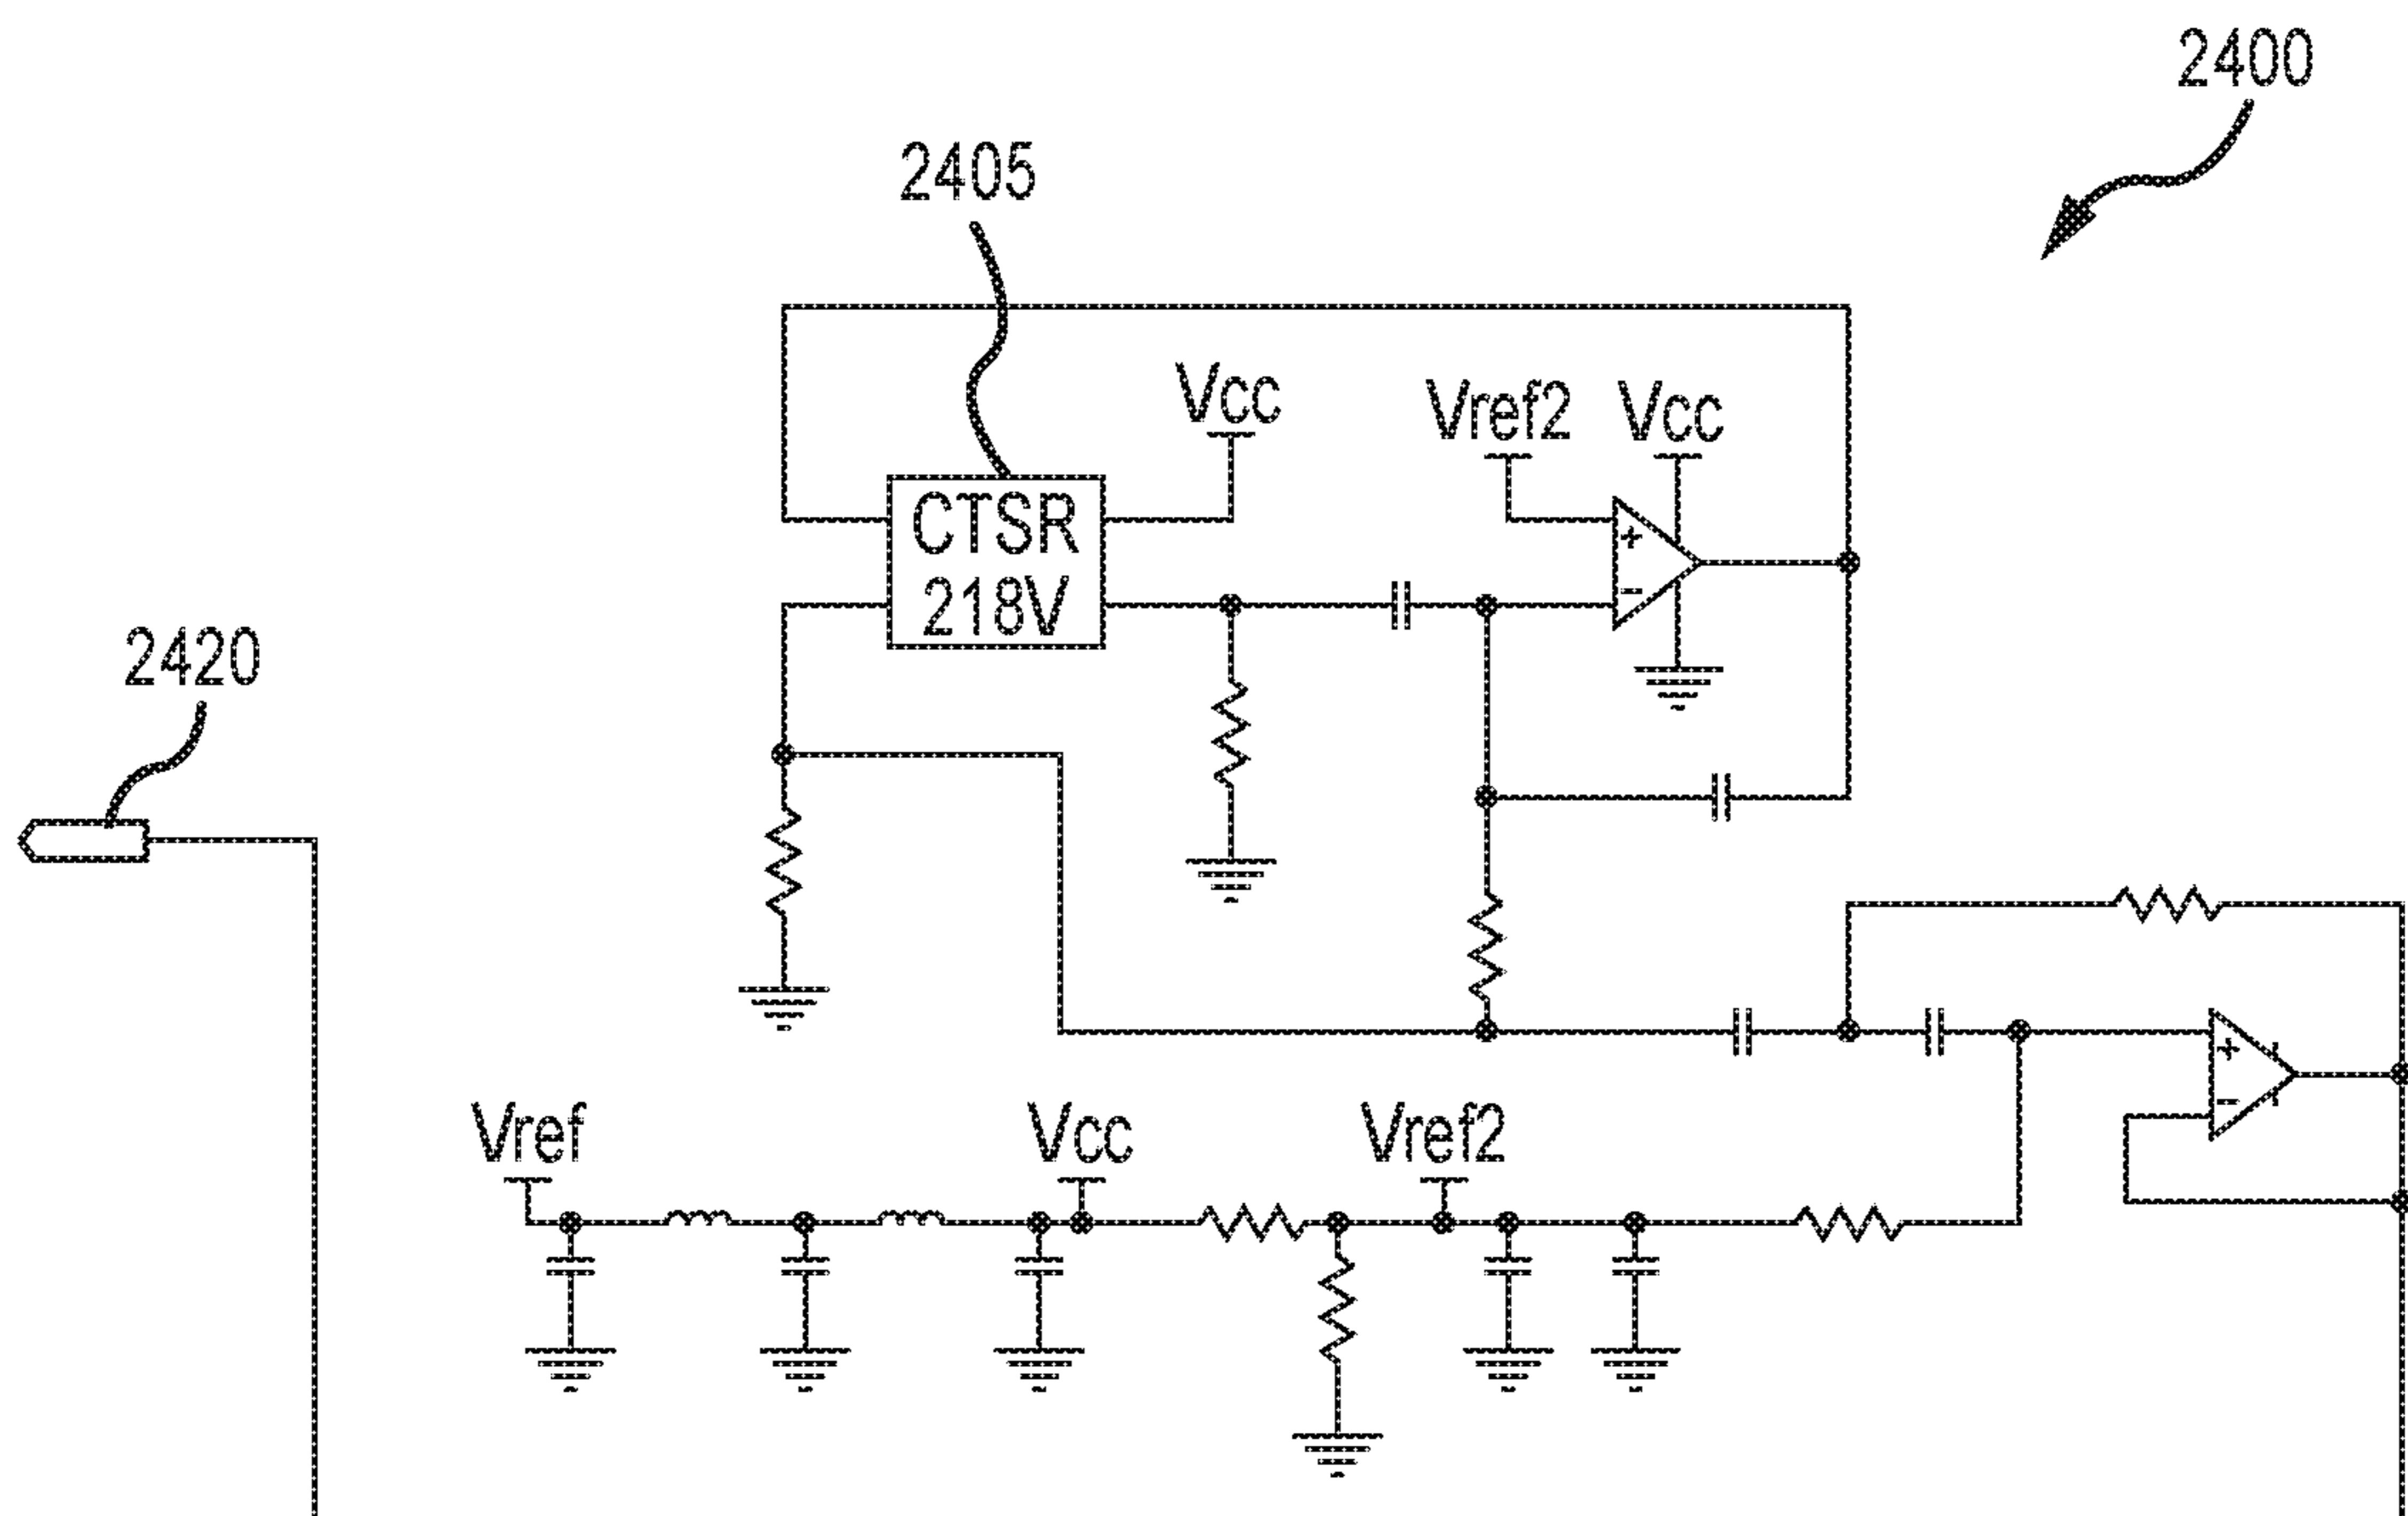 2400
2405
Vcc
Vref2
Vcc
CTSR
218V
+
−
2420
+
−
Vref
Vcc
Vref2